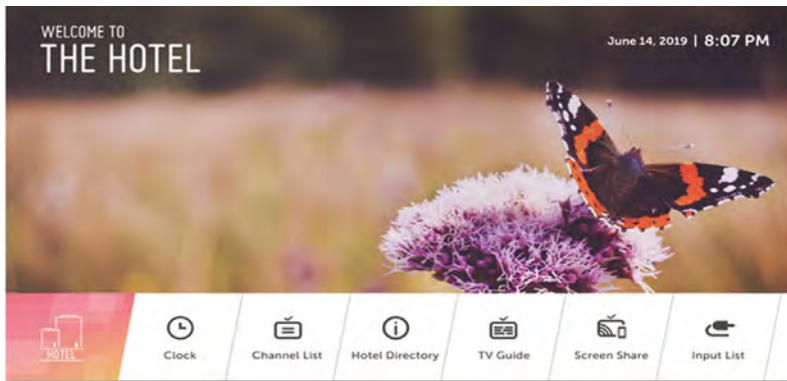 WELCOME TO
THE HOTEL
June 14, 2019 | 8:07 PM
HOTEL
Clock
Channel List
Hotel Directory
TV Guide
Screen Share
Input List